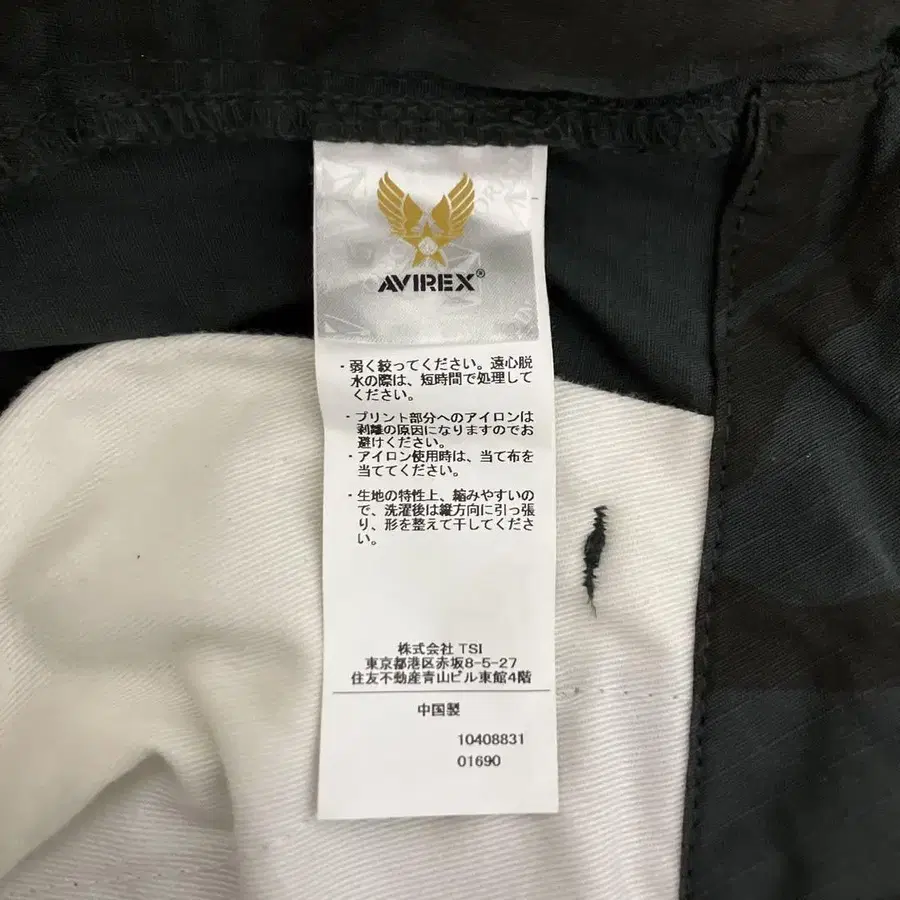 AVIREX®
・弱く絞ってください。遠心脱
水の際は、短時間で処理して
ください。
・プリント部分へのアイロンは
剥離の原因になりますのでお
避けください。
・アイロン使用時は、当て布を
当ててください。
・生地の特性上、縮みやすいの
で、洗濯後は縦方向に引っ張
り、形を整えて干してくださ
い。
株式会社 TSI
東京都港区赤坂8-5-27
住友不動産青山ビル東館4階
中国製
10408831
01690